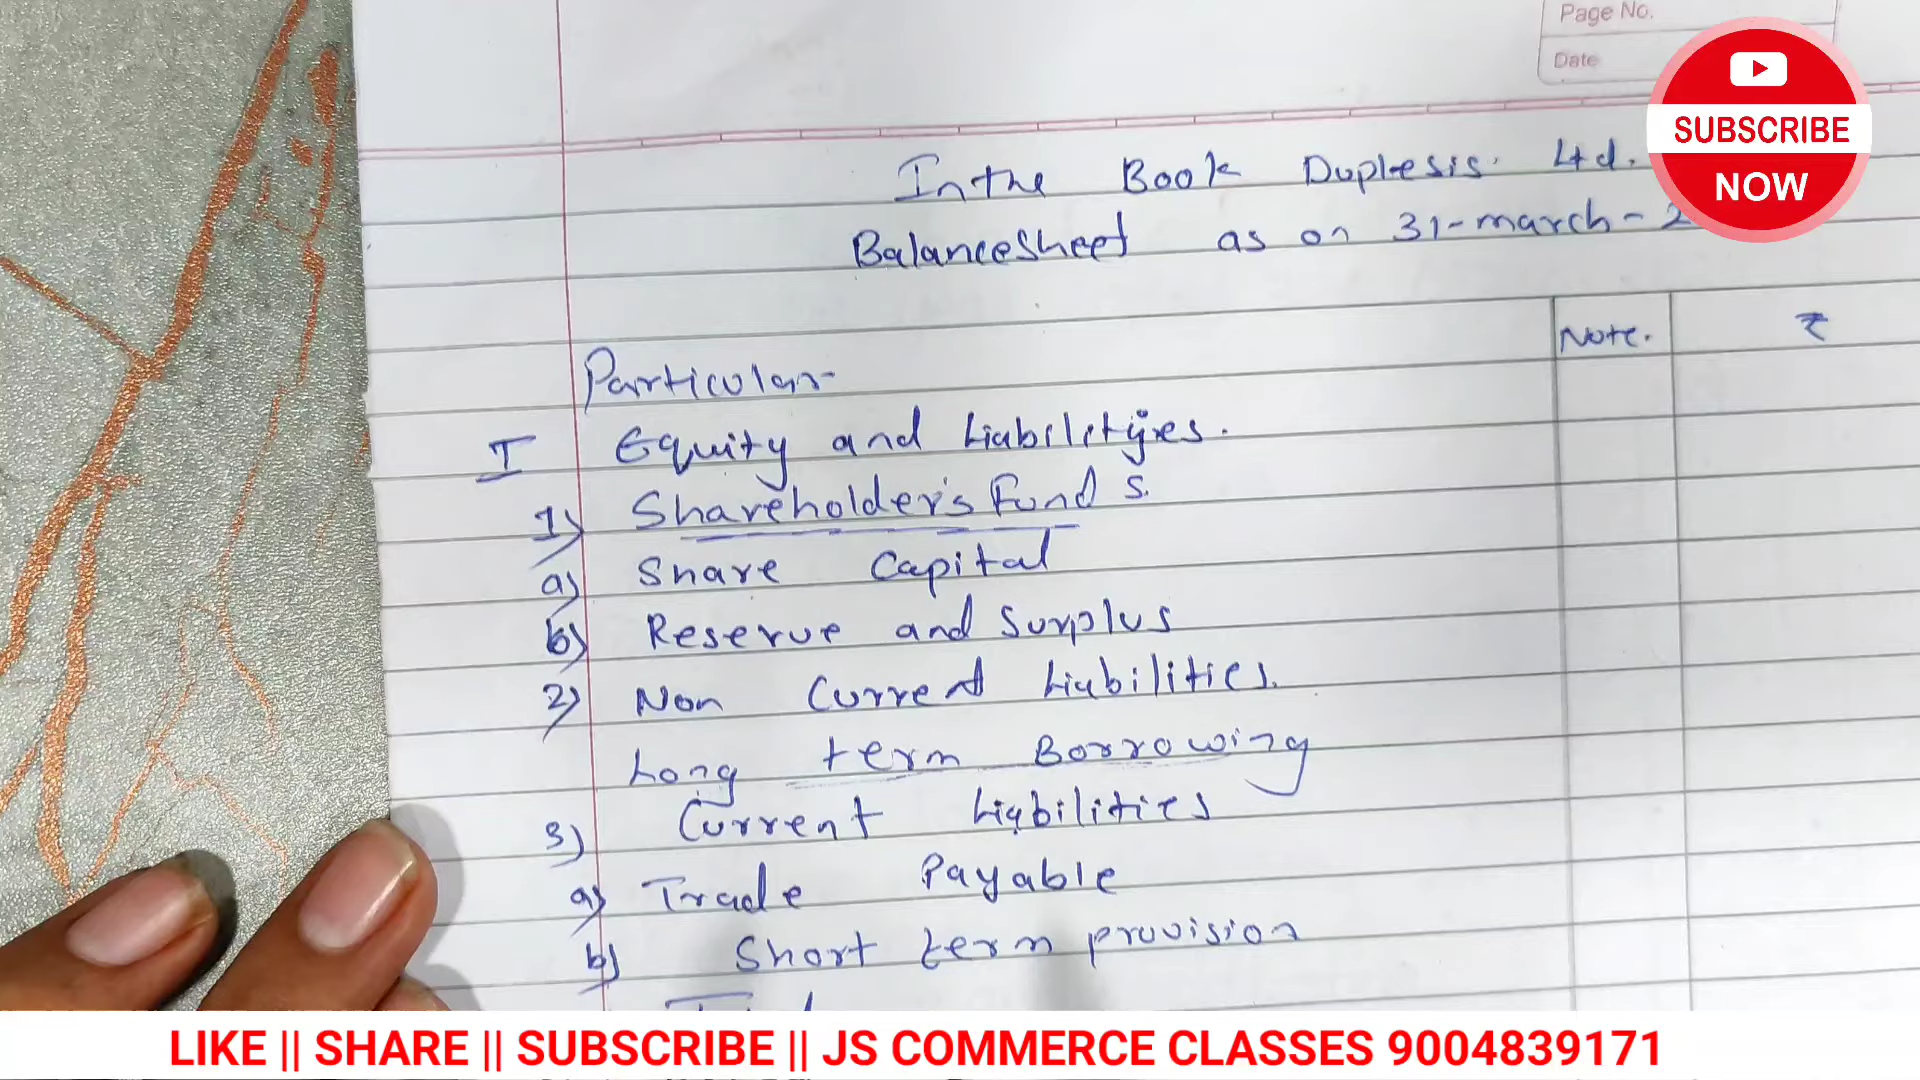 Page No.
Date
SUBSCRIBE
NOW
In the Book Duplesis. Ltd.
Balancesheet as on 31-march-2
Particular
Note.
₹
I Equity and Liabilityies.
1) Shareholder's Fund s.
a) Share Capital
b) Reserve and Surplus
2) Non Current Liabilities.
Long term Borrowing
3) Current Liabilities
a) Trade Payable
b) Short term provision
LIKE || SHARE || SUBSCRIBE || JS COMMERCE CLASSES 9004839171